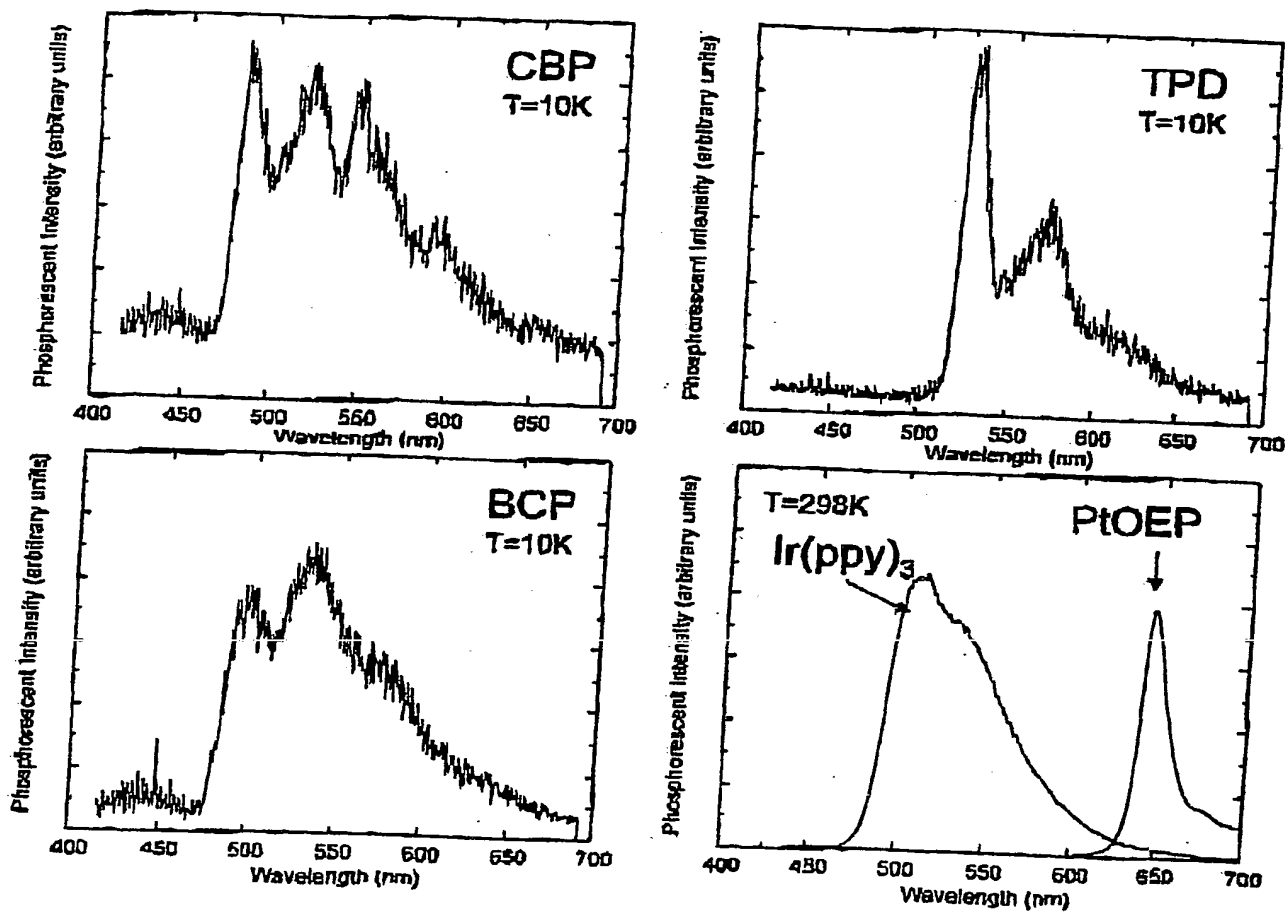 Phosphorescent Intensity (arbitrary units)
CBP
T=10K
400 450 500 550 600 700
Wavelength (nm)
Phosphorescent Intensity (arbitrary units)
TPD
T=10K
400 450 500 550 600 650 700
Wavelength (nm)
Phosphorescent Intensity (arbitrary units)
BCP
T=10K
400 450 500 550 600 650 700
Wavelength (nm)
Phosphorescent Intensity (arbitrary units)
T=298K
Ir(ppy)₃
PtOEP
400 450 500 550 600 650 700
Wavelength (nm)